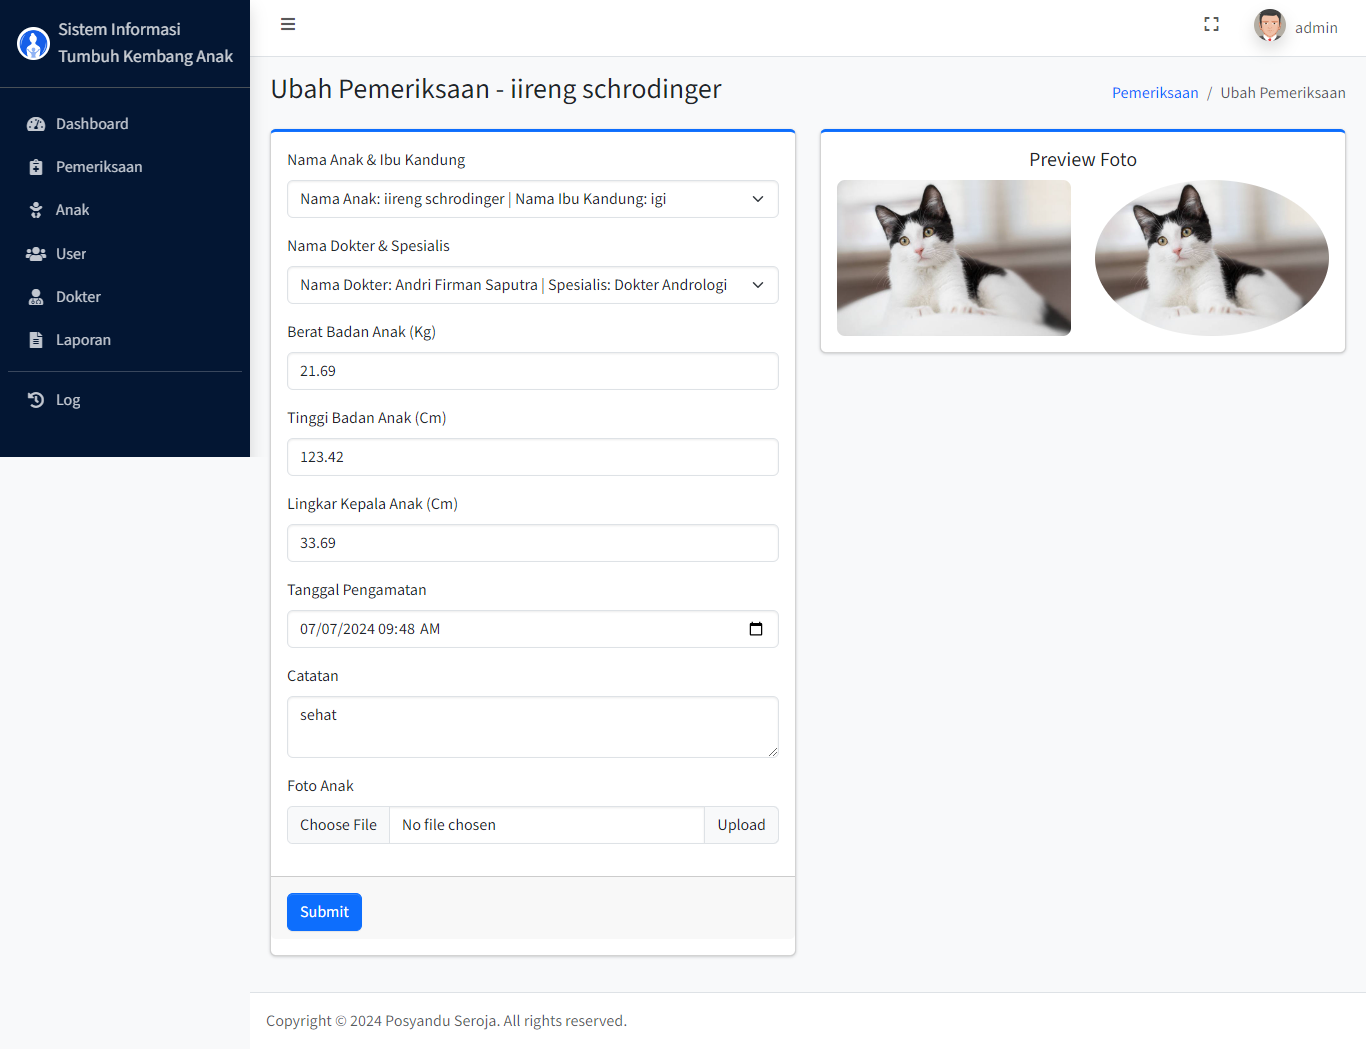 Sistem Informasi
Tumbuh Kembang Anak
admin
Dashboard
Pemeriksaan
Anak
User
Dokter
Laporan
Log
Ubah Pemeriksaan - iireng schrodinger
Pemeriksaan / Ubah Pemeriksaan
Nama Anak & Ibu Kandung
Nama Anak: iireng schrodinger | Nama Ibu Kandung: igi
Nama Dokter & Spesialis
Nama Dokter: Andri Firman Saputra | Spesialis: Dokter Andrologi
Berat Badan Anak (Kg)
21.69
Tinggi Badan Anak (Cm)
123.42
Lingkar Kepala Anak (Cm)
33.69
Tanggal Pengamatan
07/07/2024 09:48 AM
Catatan
sehat
Foto Anak
Choose File No file chosen Upload
Submit
Preview Foto
Copyright © 2024 Posyandu Seroja. All rights reserved.